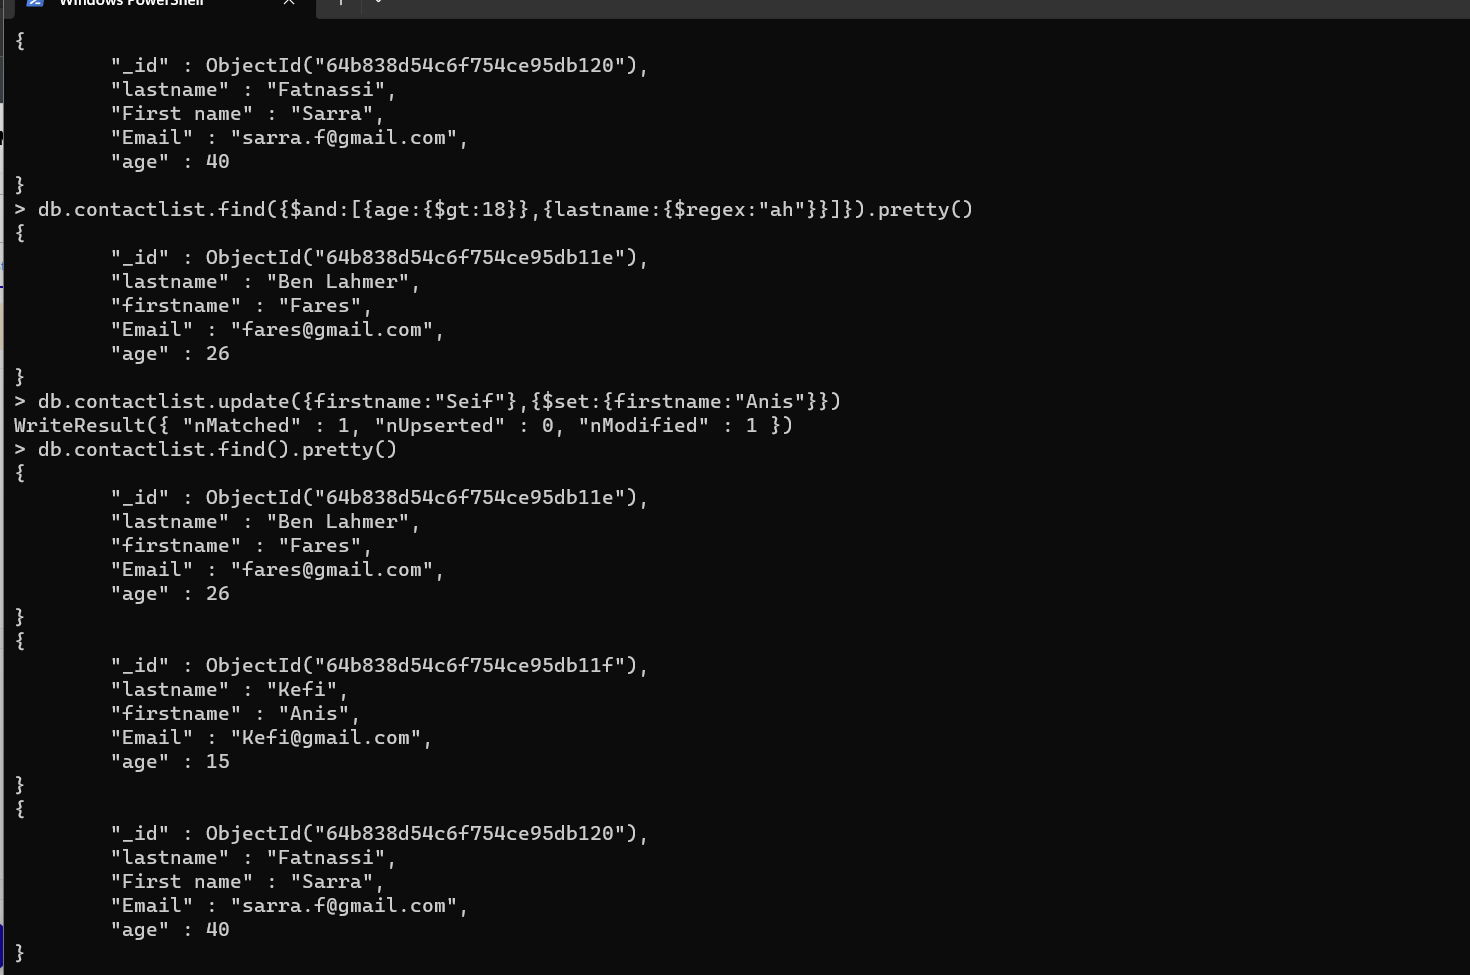 Windows PowerShell
{
"_id" : ObjectId("64b838d54c6f754ce95db120"),
"lastname" : "Fatnassi",
"First name" : "Sarra",
"Email" : "sarra.f@gmail.com",
"age" : 40
}
> db.contactlist.find({$and:[{age:{$gt:18}},{lastname:{$regex:"ah"}}]}).pretty()
{
"_id" : ObjectId("64b838d54c6f754ce95db11e"),
"lastname" : "Ben Lahmer",
"firstname" : "Fares",
"Email" : "fares@gmail.com",
"age" : 26
}
> db.contactlist.update({firstname:"Seif"},{$set:{firstname:"Anis"}})
WriteResult({ "nMatched" : 1, "nUpserted" : 0, "nModified" : 1 })
> db.contactlist.find().pretty()
{
"_id" : ObjectId("64b838d54c6f754ce95db11e"),
"lastname" : "Ben Lahmer",
"firstname" : "Fares",
"Email" : "fares@gmail.com",
"age" : 26
}
{
"_id" : ObjectId("64b838d54c6f754ce95db11f"),
"lastname" : "Kefi",
"firstname" : "Anis",
"Email" : "Kefi@gmail.com",
"age" : 15
}
{
"_id" : ObjectId("64b838d54c6f754ce95db120"),
"lastname" : "Fatnassi",
"First name" : "Sarra",
"Email" : "sarra.f@gmail.com",
"age" : 40
}